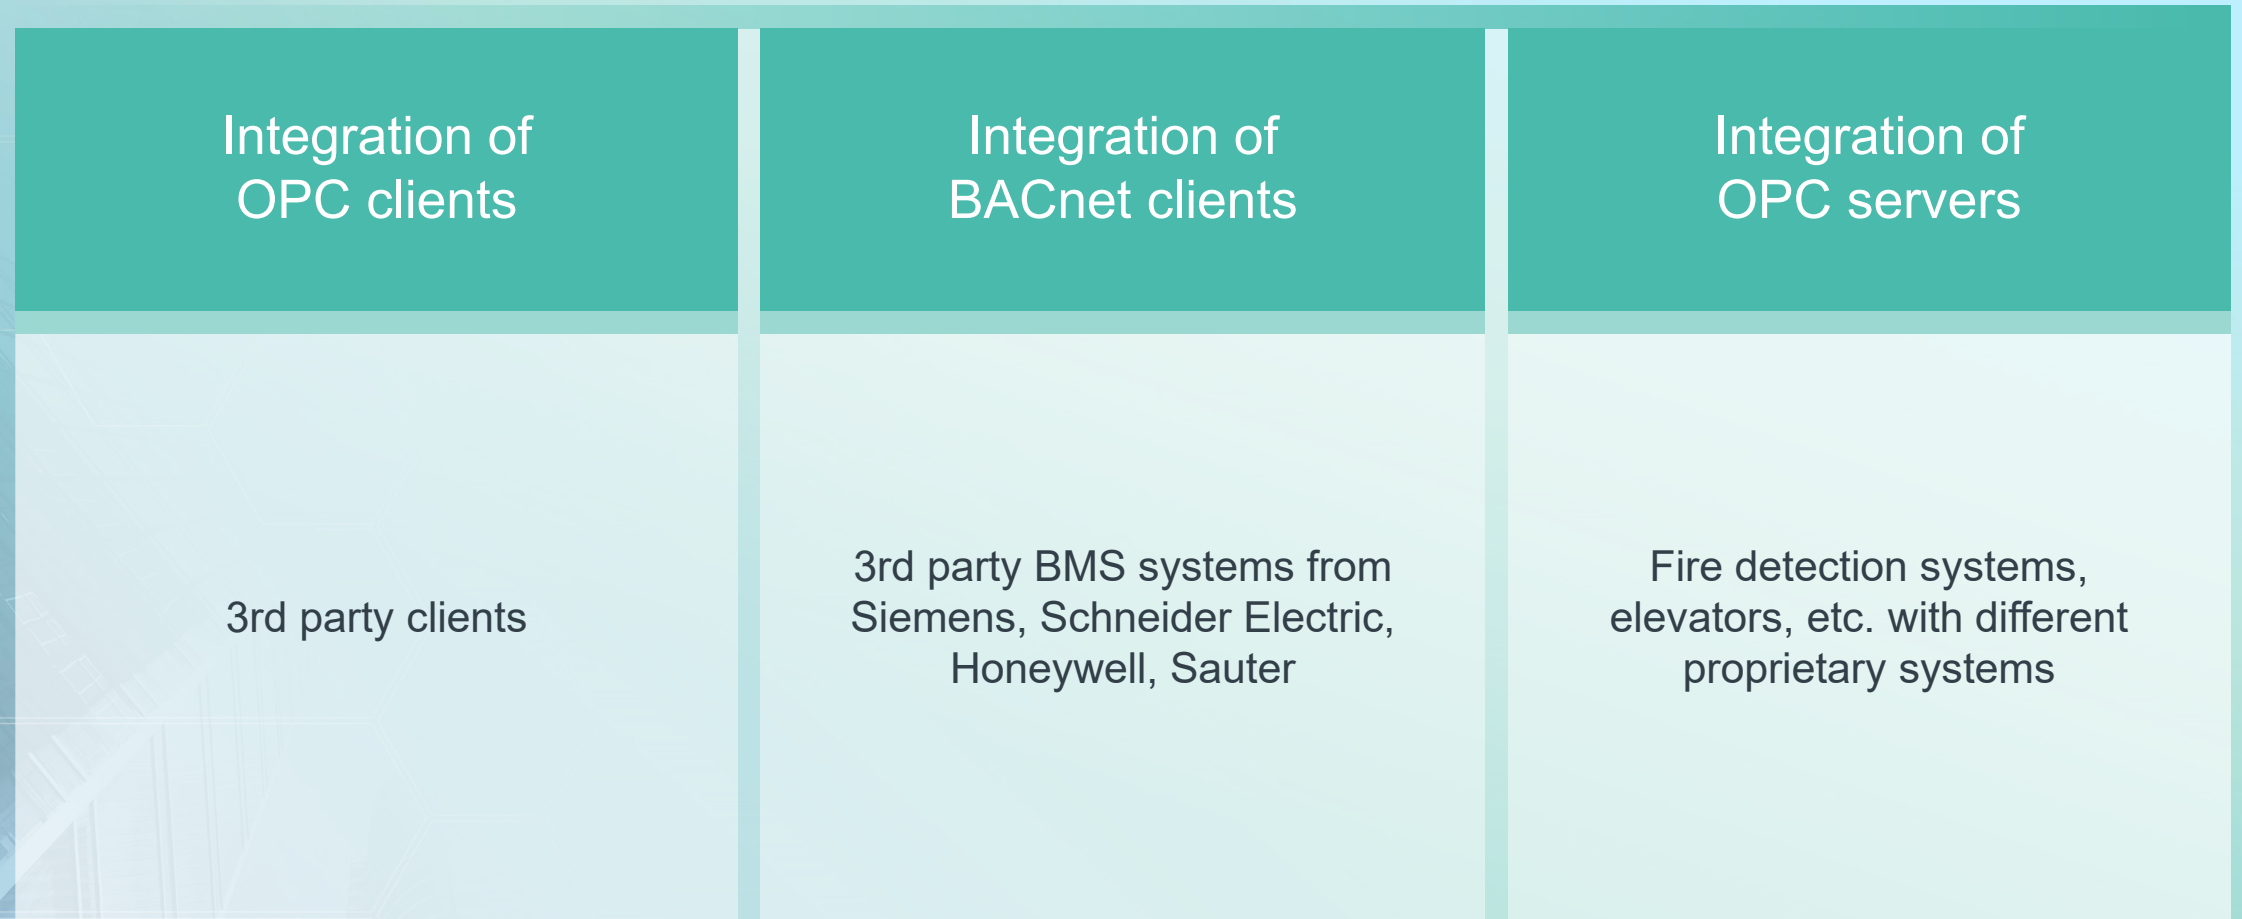 Integration of
OPC clients
Integration of
BACnet clients
Integration of
OPC servers
3rd party clients
3rd party BMS systems from
Siemens, Schneider Electric,
Honeywell, Sauter
Fire detection systems,
elevators, etc. with different
proprietary systems